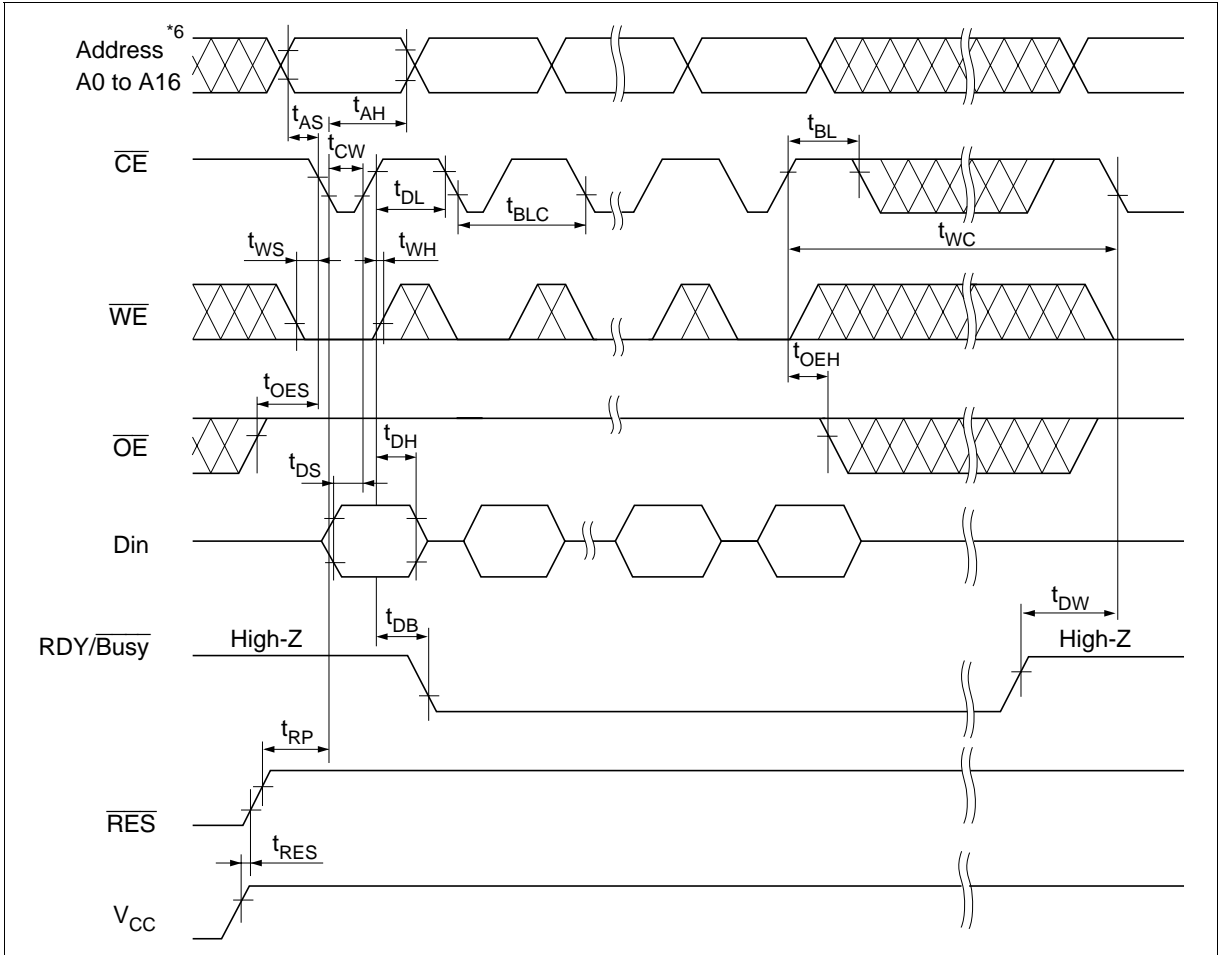 Address *6
A0 to A16
tAS
tAH
tCW
tBL
CE
tDL
tBLC
tWC
tWS
tWH
WE
tOES
tOEH
OE
tDH
tDS
Din
tDB
tDW
RDY/Busy
High-Z
High-Z
tRP
RES
tRES
VCC